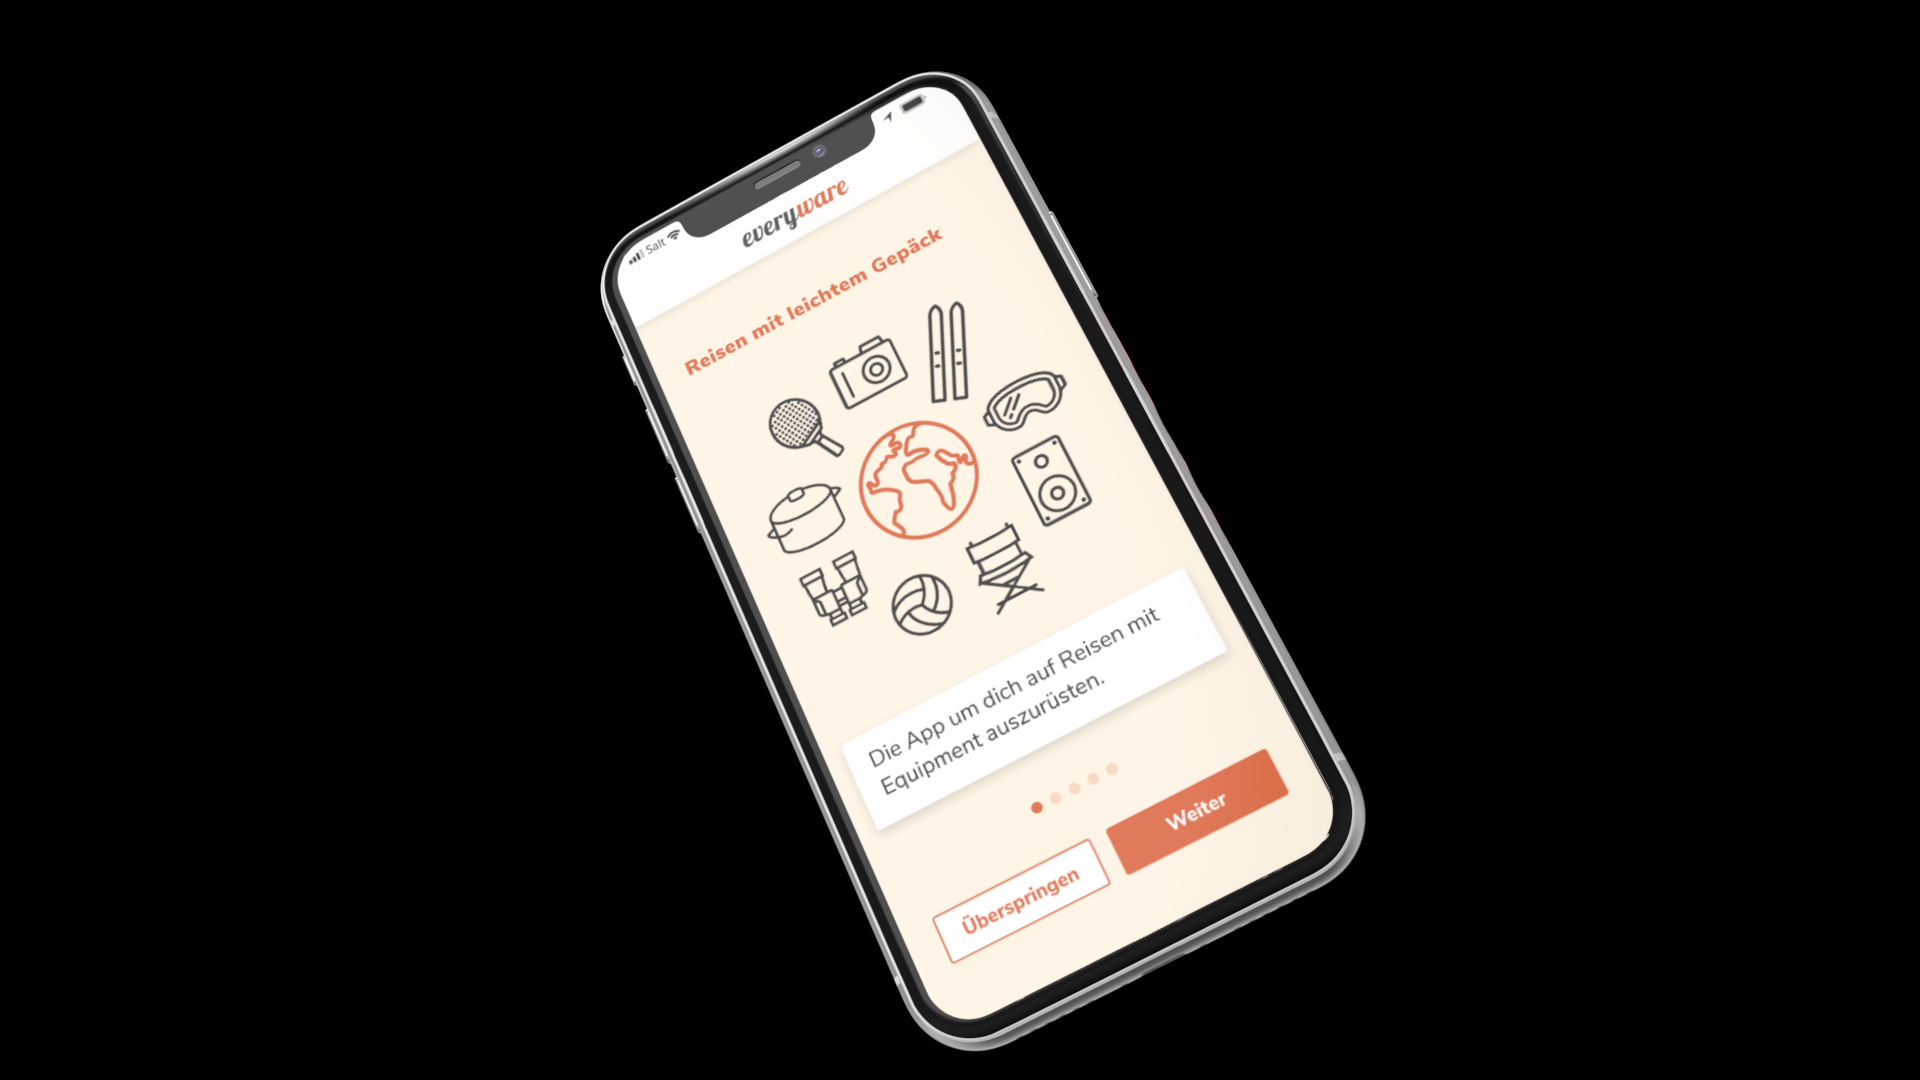 Salt
everyware
Reisen mit leichtem Gepäck
Die App um dich auf Reisen mit
Equipment auszurüsten.
Überspringen
Weiter